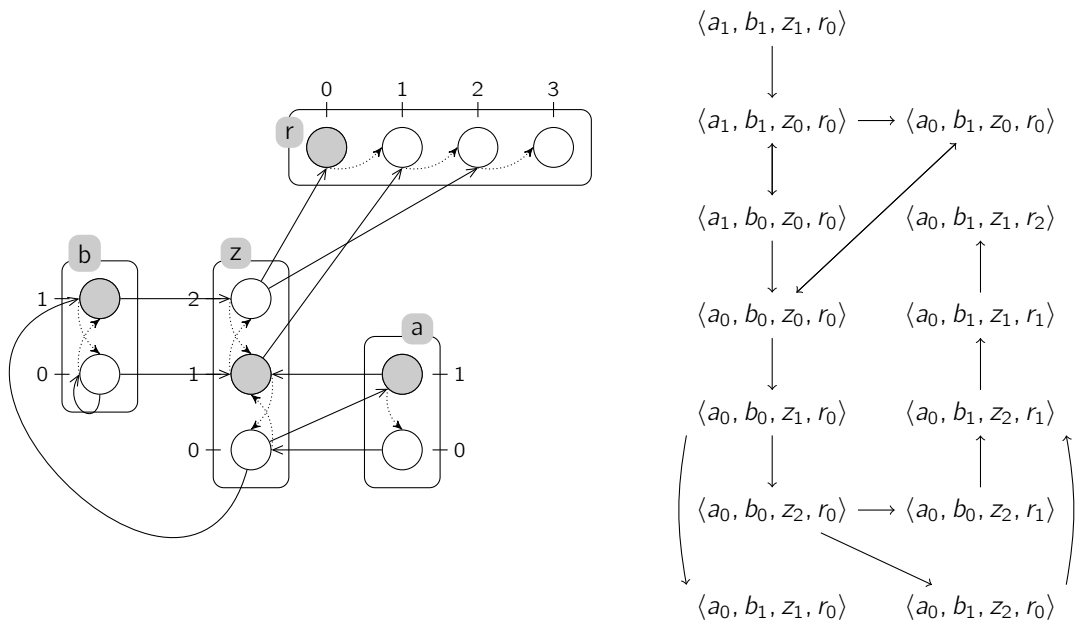 0 1 2 3
r
b
1
0
z
2
1
0
a
1
0
⟨a₁, b₁, z₁, r₀⟩
⟨a₁, b₁, z₀, r₀⟩ ⟨a₀, b₁, z₀, r₀⟩
⟨a₁, b₀, z₀, r₀⟩ ⟨a₀, b₁, z₁, r₂⟩
⟨a₀, b₀, z₀, r₀⟩ ⟨a₀, b₁, z₁, r₁⟩
⟨a₀, b₀, z₁, r₀⟩ ⟨a₀, b₁, z₂, r₁⟩
⟨a₀, b₀, z₂, r₀⟩ ⟨a₀, b₀, z₂, r₁⟩
⟨a₀, b₁, z₁, r₀⟩ ⟨a₀, b₁, z₂, r₀⟩